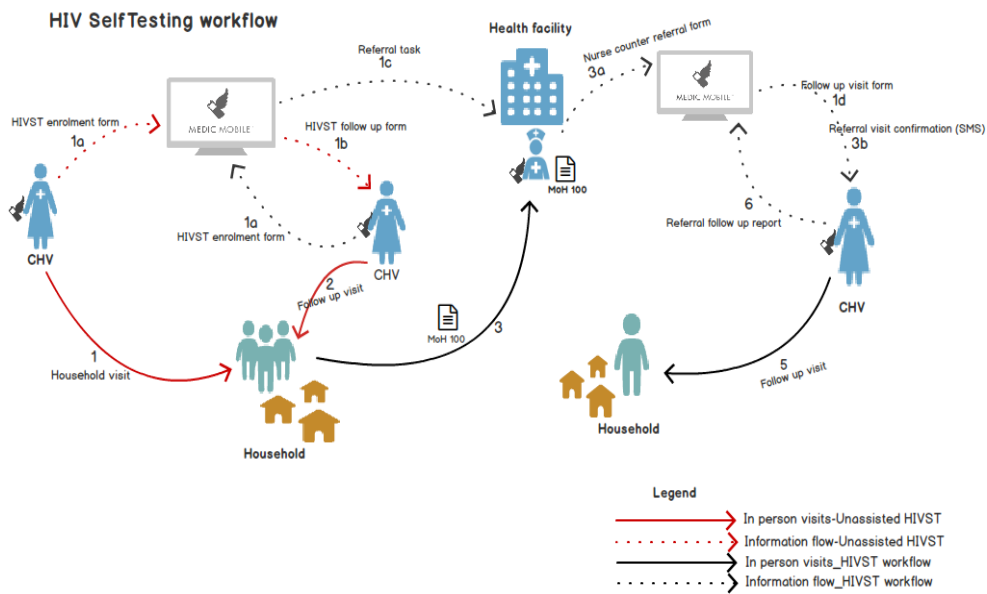 HIV SelfTesting workflow
Health facility
Referral task
1c
Nurse counter referral form
3a
MEDIC MOBILE
MEDIC MOBILE
Follow up visit form
1d
HIVST enrolment form
1a
HIVST follow up form
1b
Referral visit confirmation (SMS)
3b
MoH 100
1a
HIVST enrolment form
6
Referral follow up report
CHV
CHV
2
Follow up visit
CHV
MoH 100
3
1
Household visit
5
Follow up visit
Household
Household
Legend
In person visits-Unassisted HIVST
Information flow-Unassisted HIVST
In person visits_HIVST workflow
Information flow_HIVST workflow